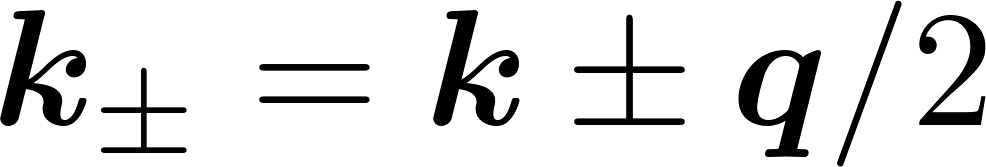 k± = k ± q/2